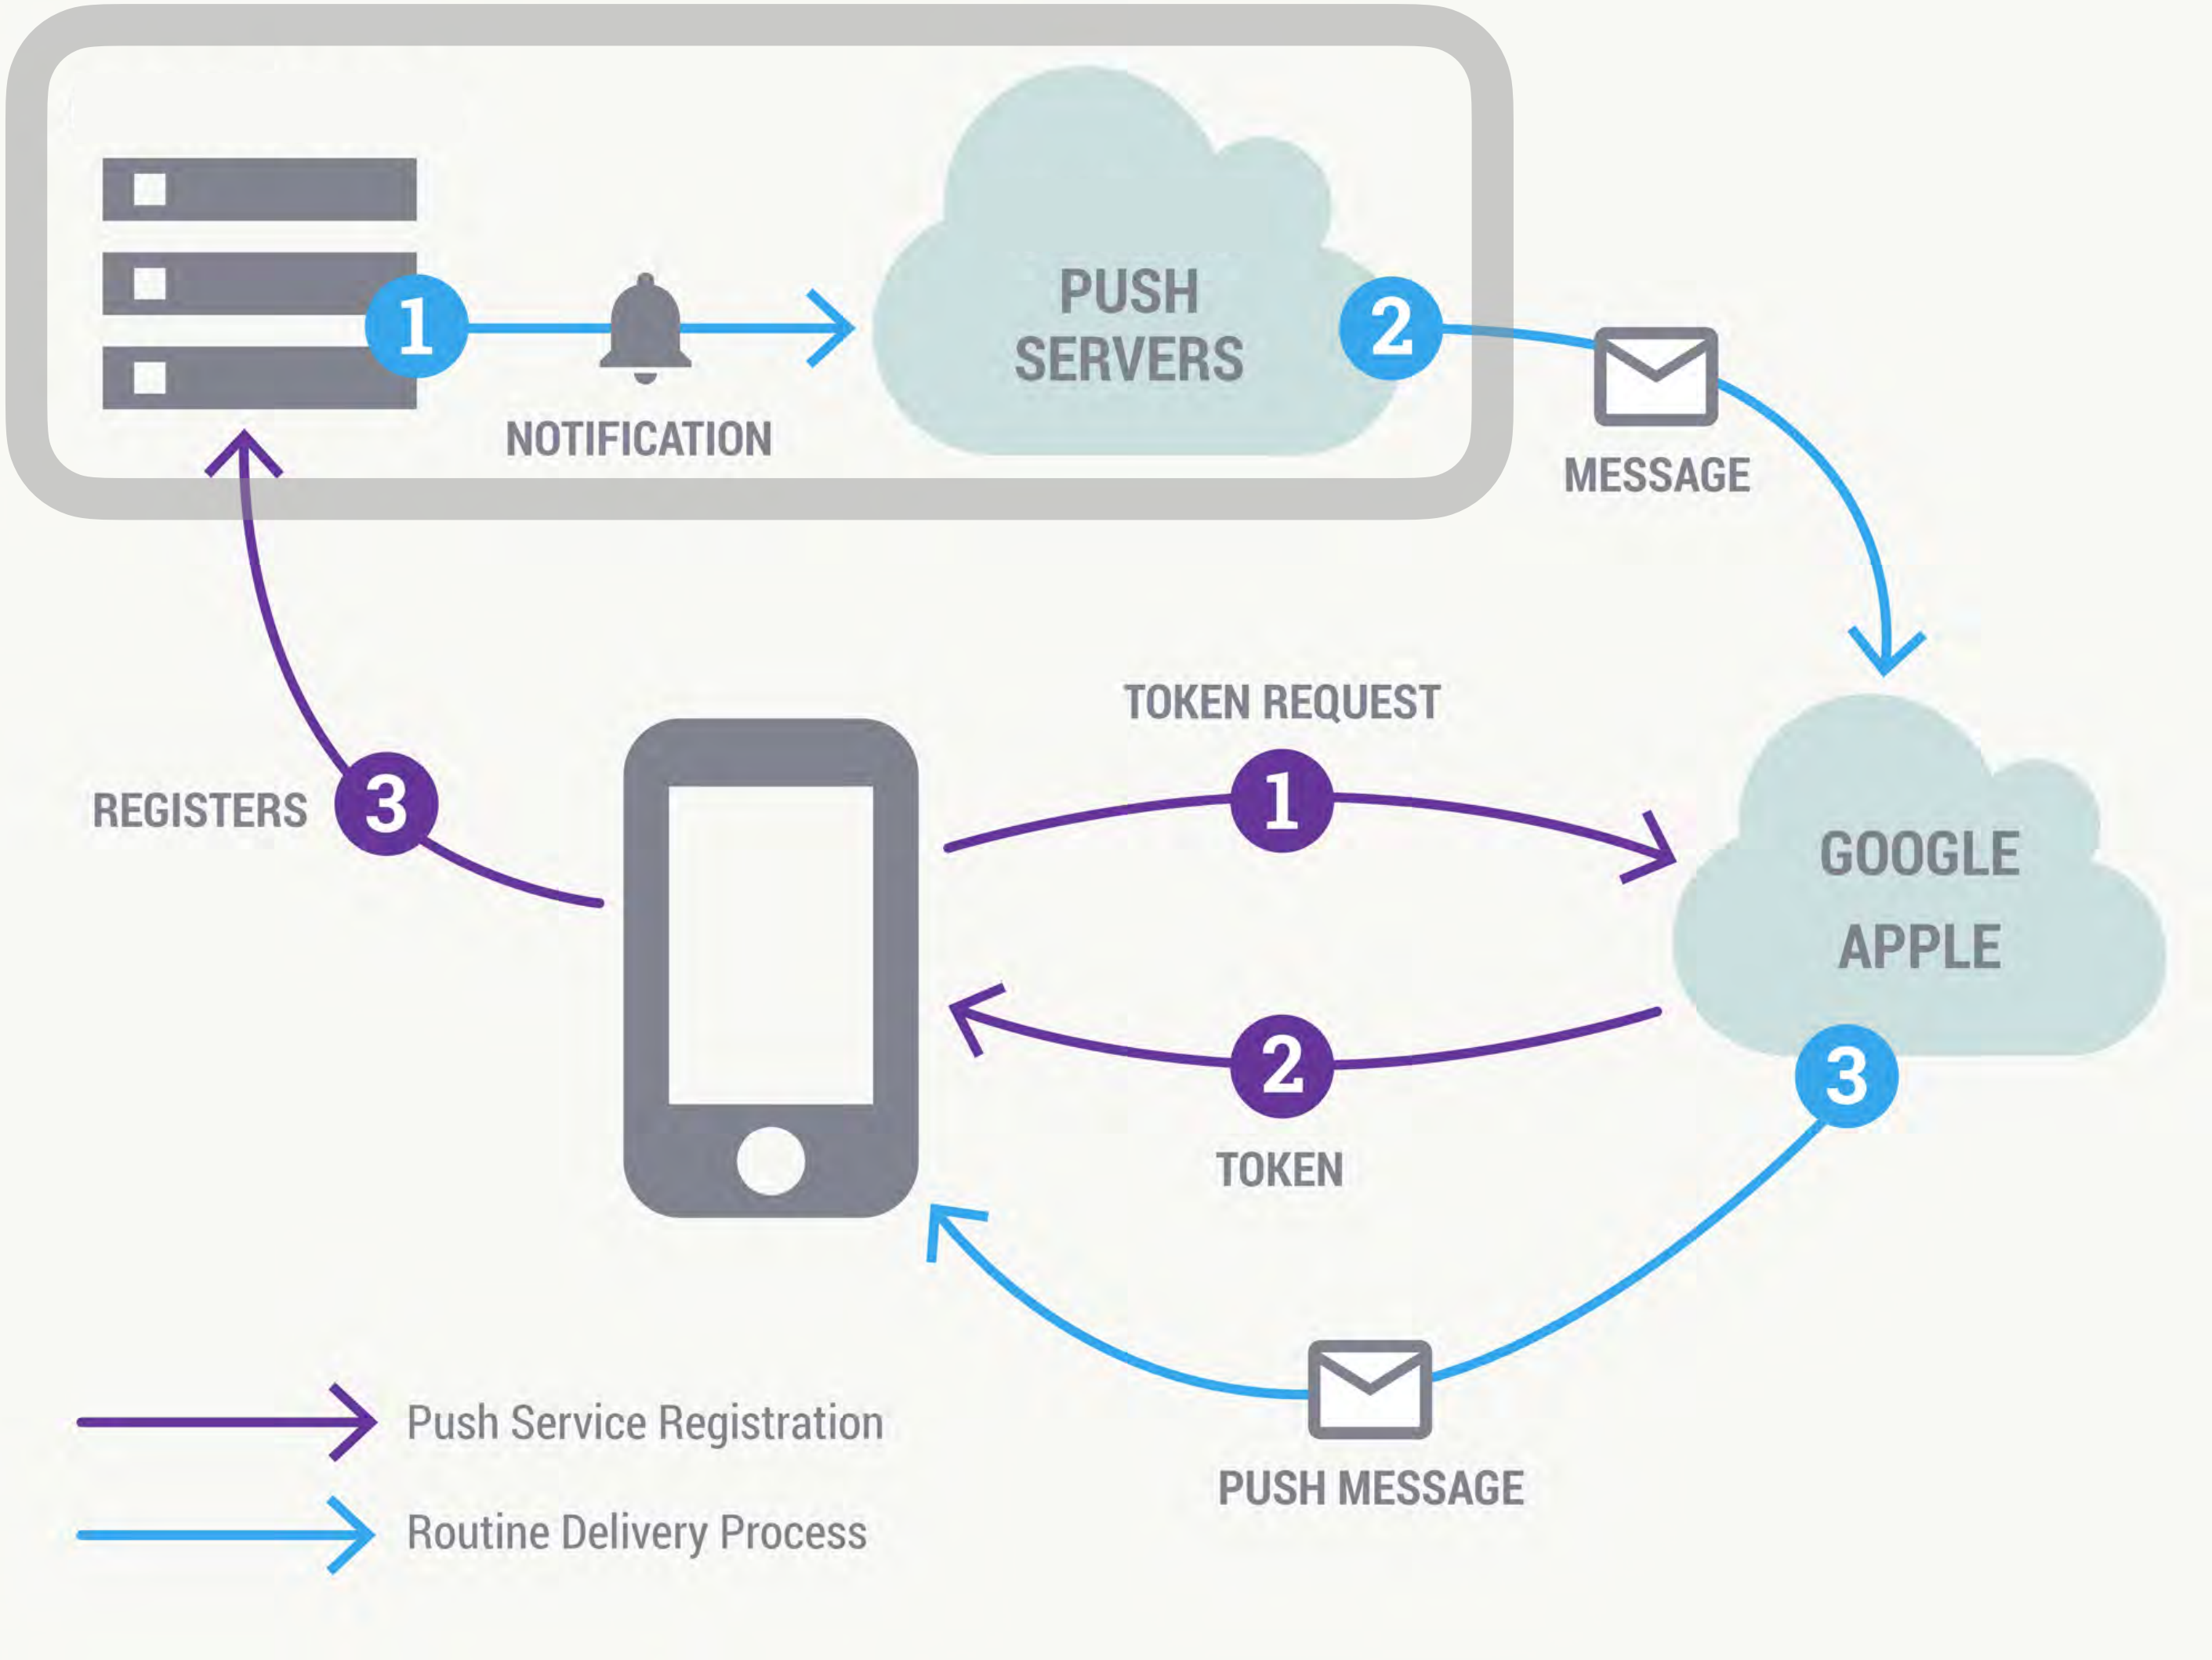 1
NOTIFICATION
PUSH
SERVERS
2
MESSAGE
TOKEN REQUEST
1
REGISTERS
3
GOOGLE
APPLE
2
TOKEN
3
PUSH MESSAGE
Push Service Registration
Routine Delivery Process